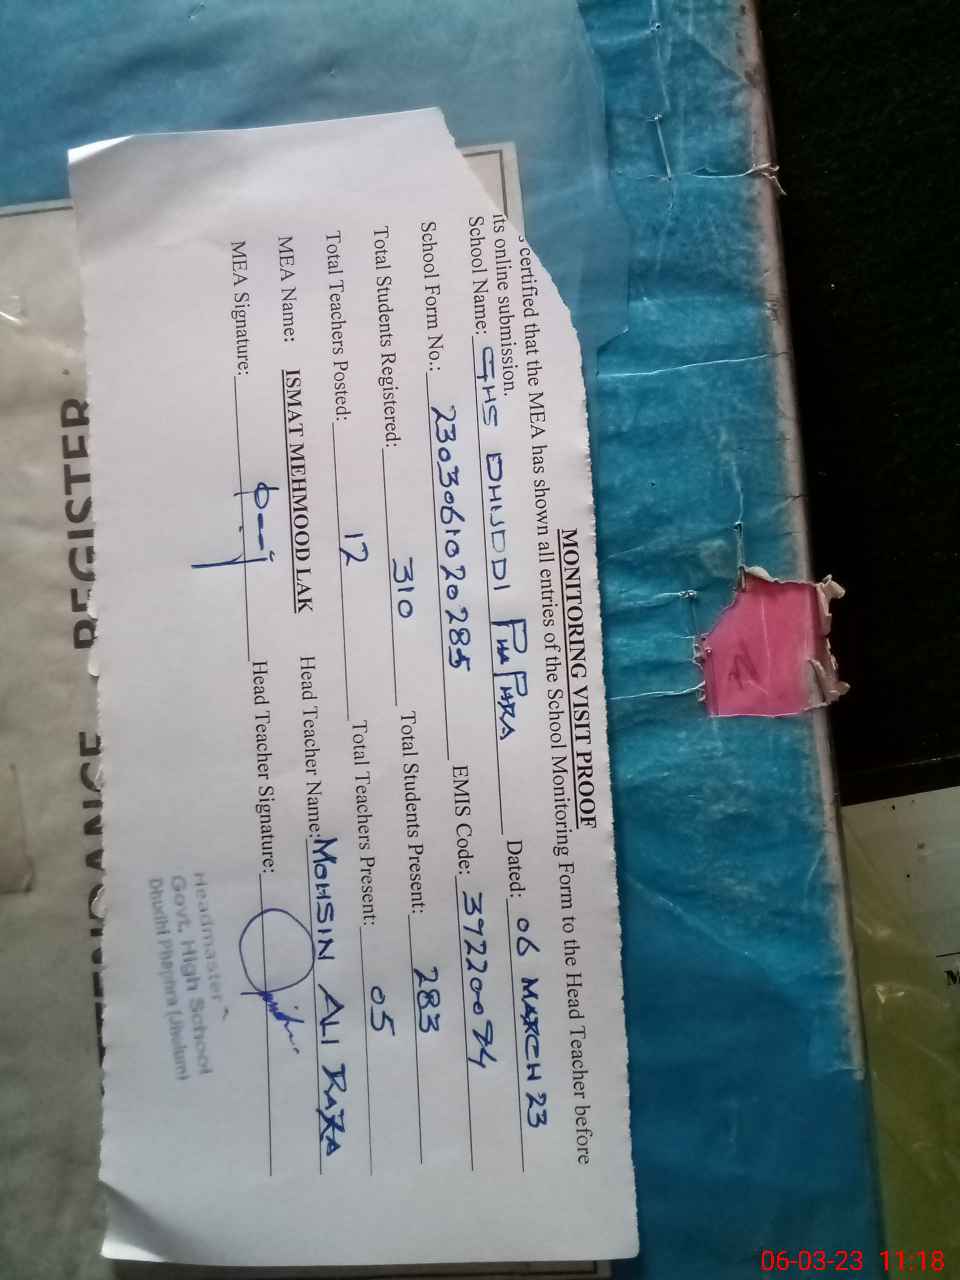 MONITORING VISIT PROOF
certified that the MEA has shown all entries of the School Monitoring Form to the Head Teacher before
its online submission.
School Name: GHS DHUDDI PHAPHRA Dated: 06 MARCH 23
School Form No.: 2303061020285 EMIS Code: 37220074
Total Students Registered: 310 Total Students Present: 283
Total Teachers Posted: 12 Total Teachers Present: 05
MEA Name: ISMAT MEHMOOD LAK Head Teacher Name: MOHSIN ALI RAZA
MEA Signature: Head Teacher Signature:
Headmaster
Govt. High School
Dhudhi Phaphra (Jhelum)
REGISTER
06-03-23 11:18